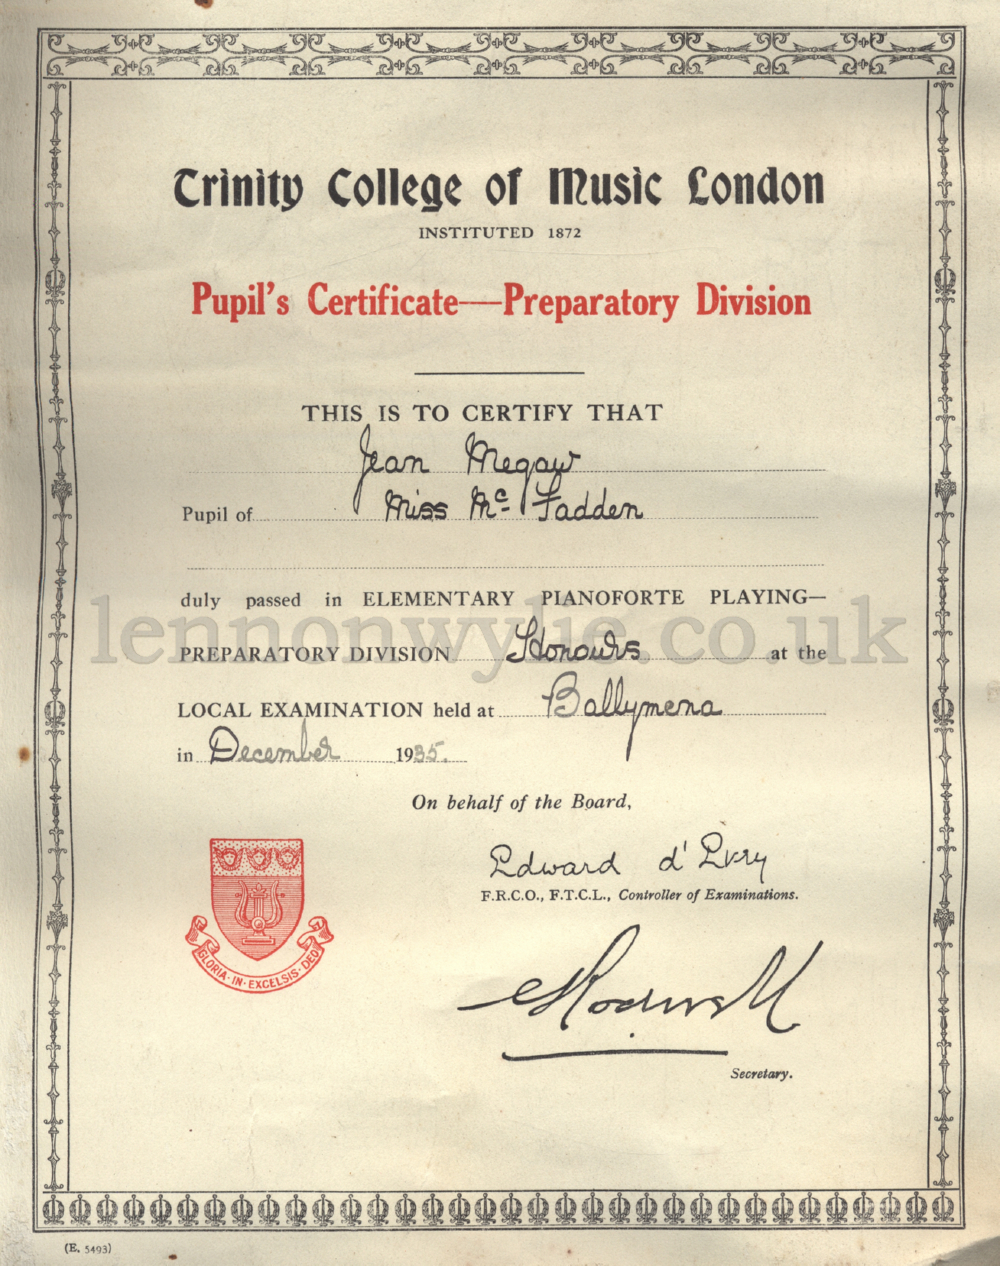 Trinity College of Music London
INSTITUTED 1872
Pupil's Certificate—Preparatory Division
THIS IS TO CERTIFY THAT
Jean Megaw
Pupil of Miss Mc Fadden
duly passed in ELEMENTARY PIANOFORTE PLAYING—
lennonwylie.co.uk
PREPARATORY DIVISION Honours at the
LOCAL EXAMINATION held at Ballymena
in December 1935.
On behalf of the Board,
Edward d'Evry
F.R.C.O., F.T.C.L., Controller of Examinations.
GLORIA · IN · EXCELSIS · DEO
Secretary.
(E. 5493)